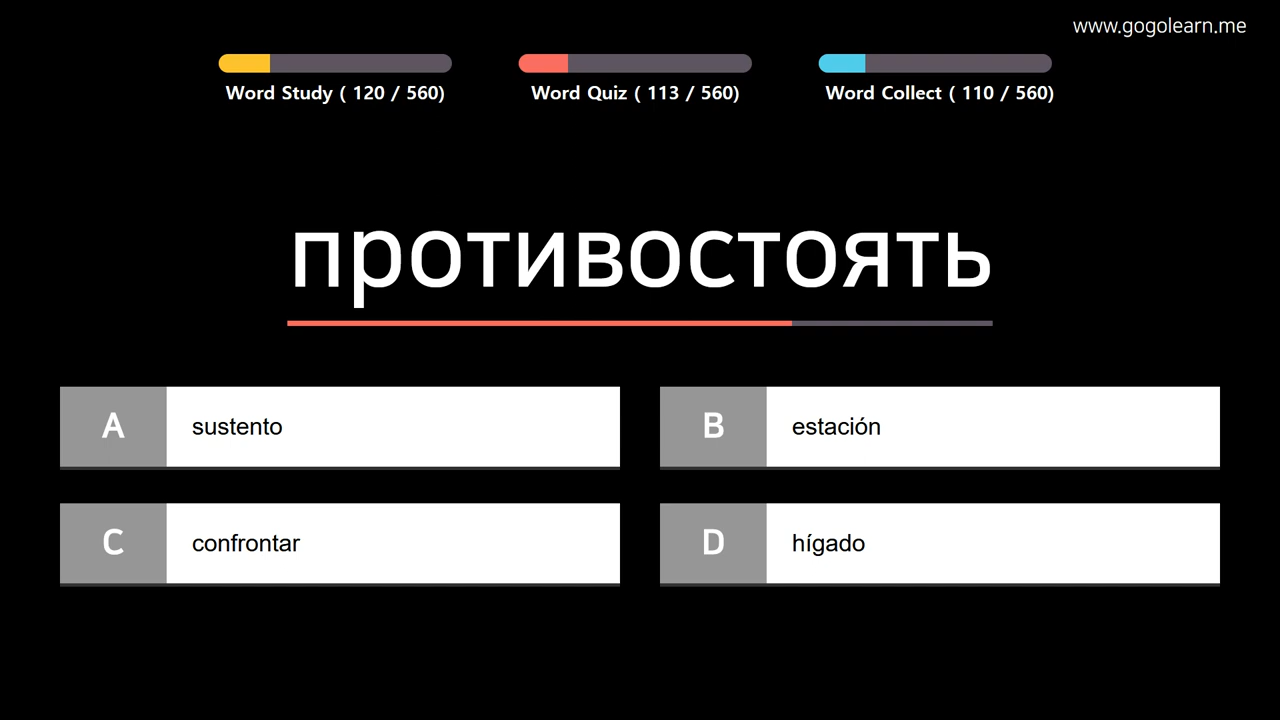 www.gogolearn.me
Word Study ( 120 / 560)
Word Quiz ( 113 / 560)
Word Collect ( 110 / 560)
противостоять
A sustento
B estación
C confrontar
D hígado